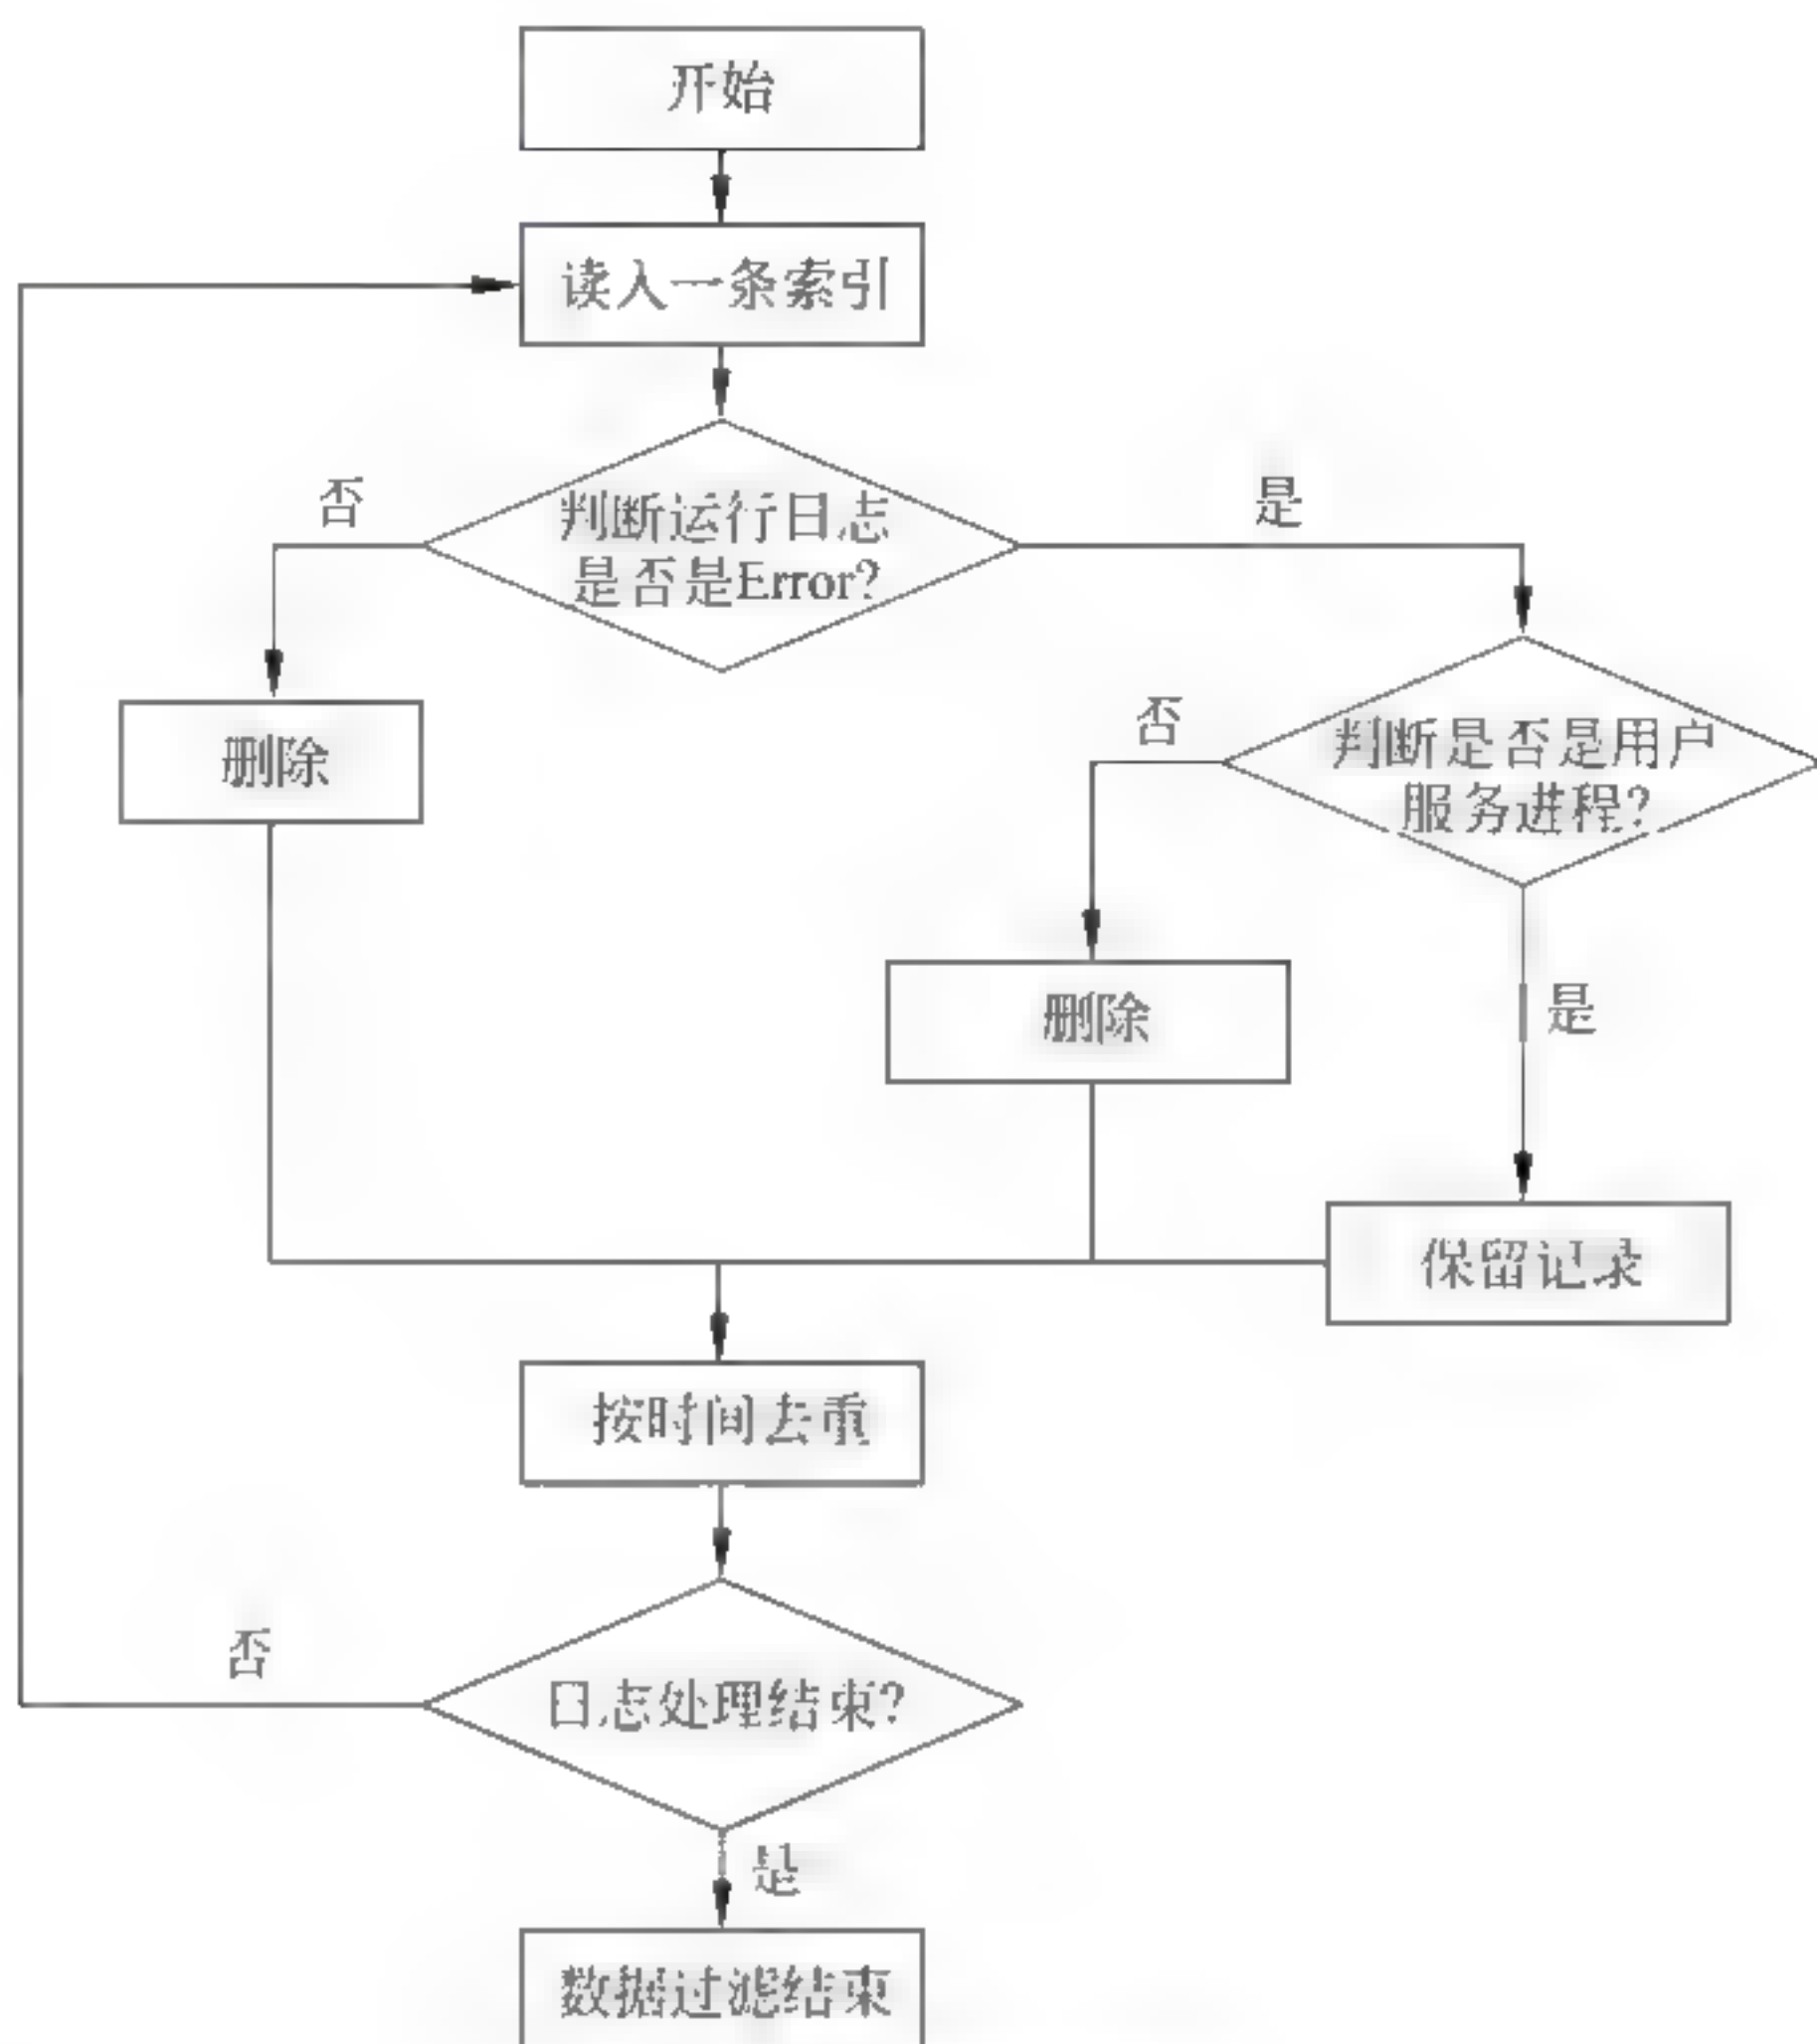 开始
读入一条索引
否
是
判断运行日志
是否是Error?
否
判断是否是用户
服务进程?
删除
删除
是
保留记录
按时间去重
否
日志处理结束?
是
数据过滤结束